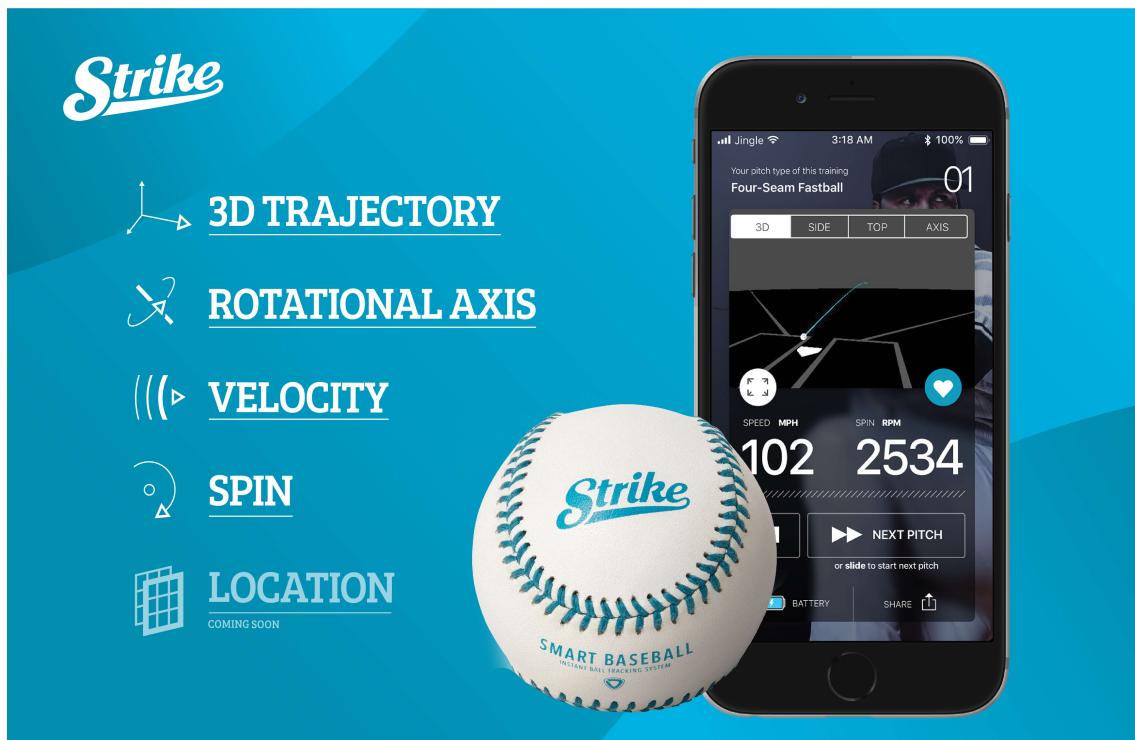 Strike
3D TRAJECTORY
ROTATIONAL AXIS
VELOCITY
SPIN
LOCATION
COMING SOON
Jingle 3:18 AM 100%
Your pitch type of this training
Four-Seam Fastball
01
3D SIDE TOP AXIS
SPEED MPH SPIN RPM
102 2534
NEXT PITCH
or slide to start next pitch
BATTERY SHARE
Strike
SMART BASEBALL
INSTANT BALL TRACKING SYSTEM